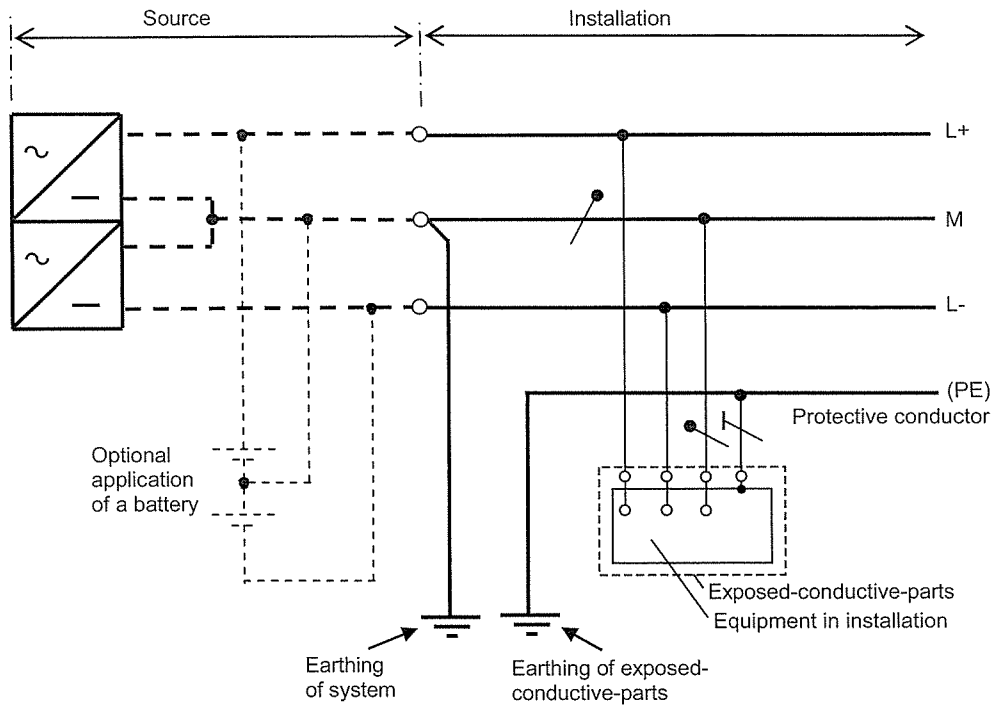 Source
Installation
L+
M
L-
(PE)
Protective conductor
Optional
application
of a battery
Exposed-conductive-parts
Equipment in installation
Earthing
of system
Earthing of exposed-
conductive-parts